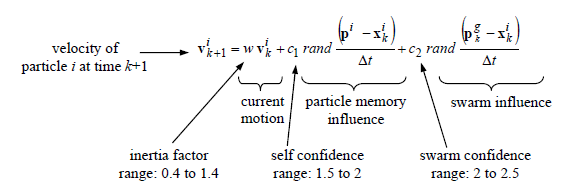 velocity of
particle i at time k+1
v^i_{k+1} = w v^i_k + c_1 rand (p^i − x^i_k) / Δt + c_2 rand (p^g_k − x^i_k) / Δt
current
motion
particle memory
influence
swarm influence
inertia factor
range: 0.4 to 1.4
self confidence
range: 1.5 to 2
swarm confidence
range: 2 to 2.5